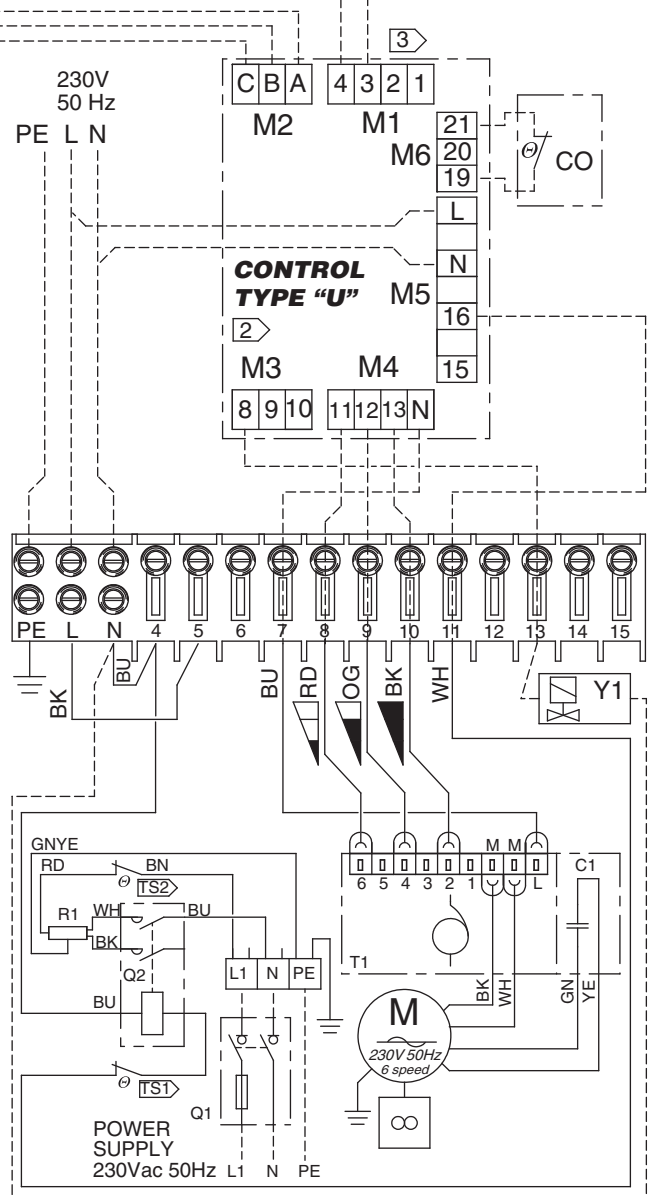 3
230V
50 Hz
PE L N
C B A
4 3 2 1
M2
M1
21
20
19
M6
Θ
CO
L
N
CONTROL
TYPE “U”
M5
16
15
2
M3
M4
8 9 10
11 12 13 N
PE L N 4 5 6 7 8 9 10 11 12 13 14 15
BK
BU
BU
RD
OG
BK
WH
Y1
GNYE
RD
BN
Θ
TS2
R1
WH
BK
BU
Q2
BU
L1 N PE
Θ
TS1
Q1
POWER
SUPPLY
230Vac 50Hz L1 N PE
M M
6 5 4 3 2 1 L
C1
T1
BK
WH
GN
YE
M
230V 50Hz
6 speed